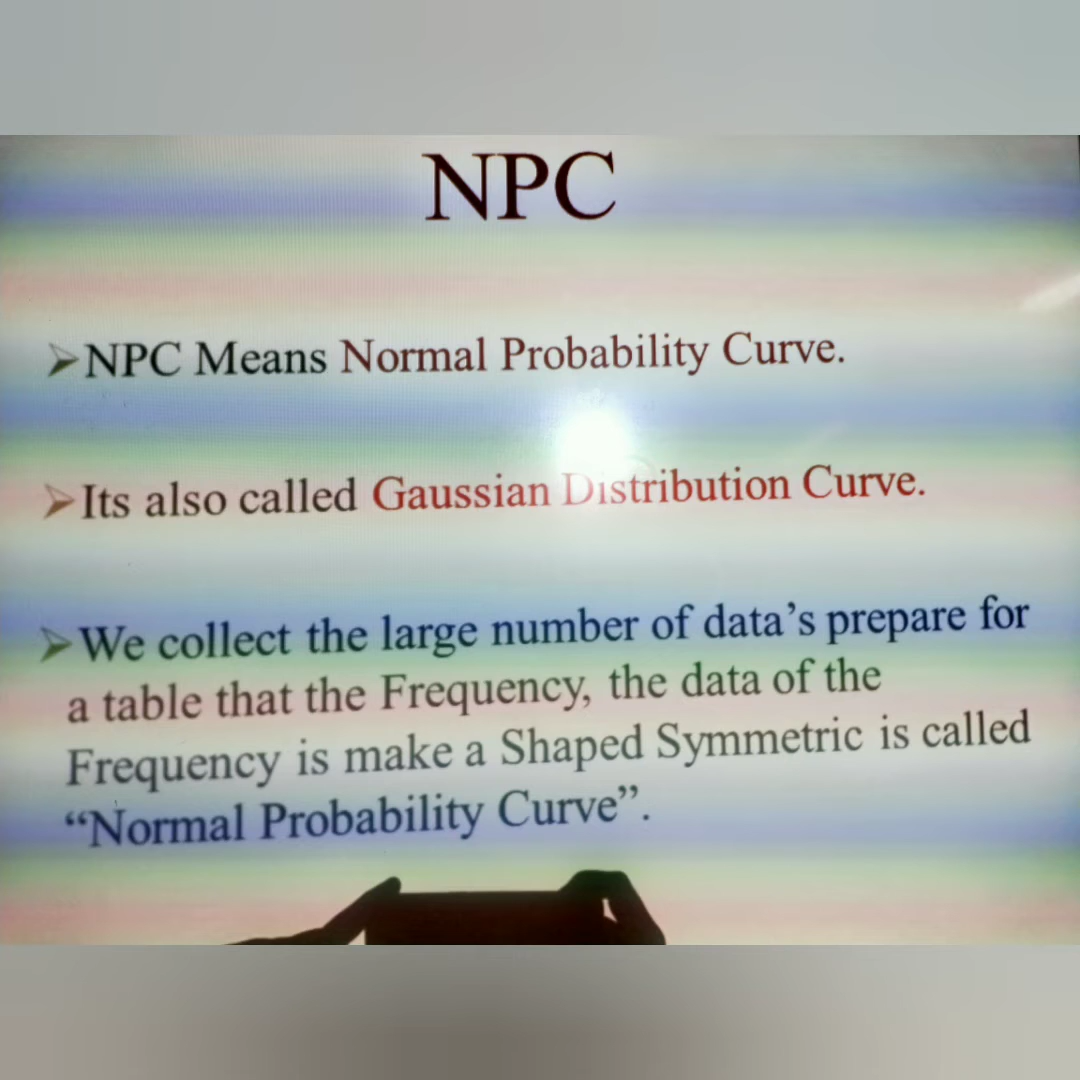 NPC
➢NPC Means Normal Probability Curve.
➢Its also called Gaussian Distribution Curve.
➢We collect the large number of data’s prepare for
a table that the Frequency, the data of the
Frequency is make a Shaped Symmetric is called
“Normal Probability Curve”.